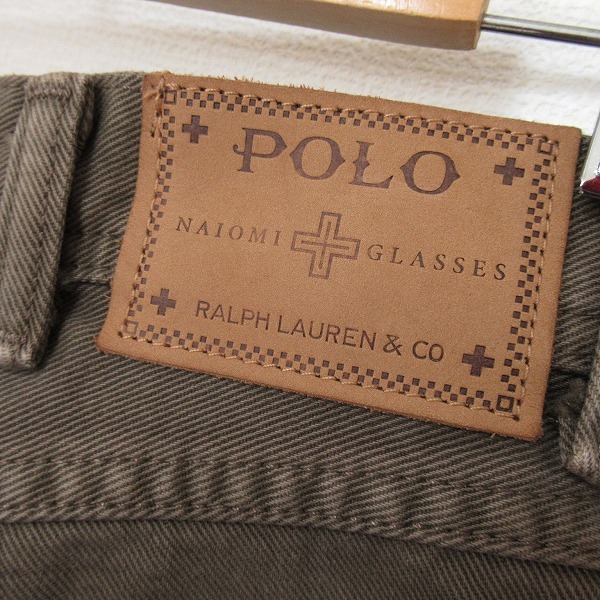 POLO
NAIOMI GLASSES
RALPH LAUREN & CO